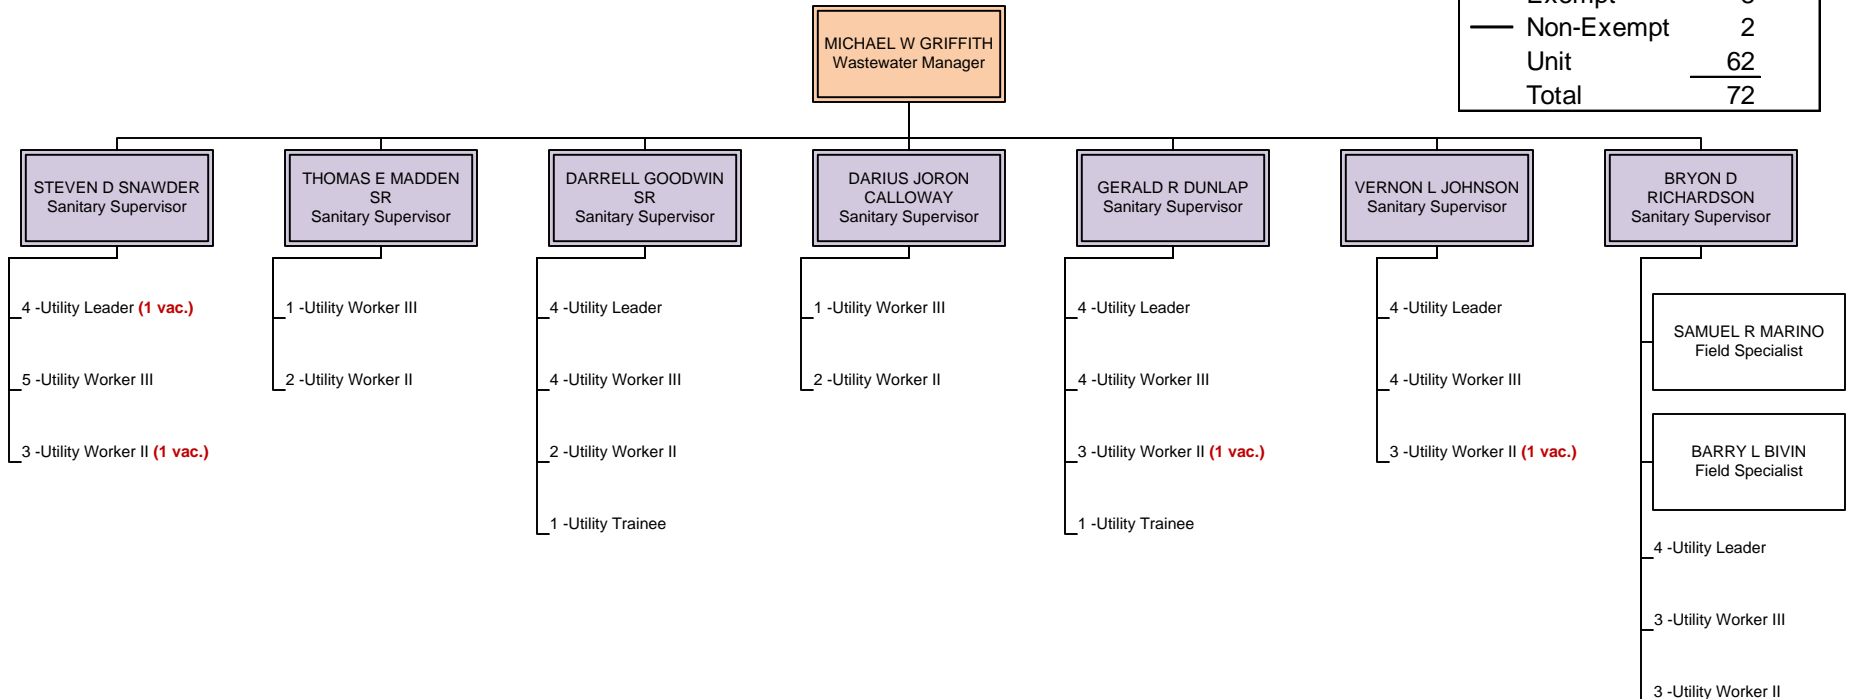 Non-Exempt 2
Unit 62
Total 72
MICHAEL W GRIFFITH
Wastewater Manager
STEVEN D SNAWDER
Sanitary Supervisor
4 -Utility Leader (1 vac.)
5 -Utility Worker III
3 -Utility Worker II (1 vac.)
THOMAS E MADDEN
SR
Sanitary Supervisor
1 -Utility Worker III
2 -Utility Worker II
DARRELL GOODWIN
SR
Sanitary Supervisor
4 -Utility Leader
4 -Utility Worker III
2 -Utility Worker II
1 -Utility Trainee
DARIUS JORON
CALLOWAY
Sanitary Supervisor
1 -Utility Worker III
2 -Utility Worker II
GERALD R DUNLAP
Sanitary Supervisor
4 -Utility Leader
4 -Utility Worker III
3 -Utility Worker II (1 vac.)
1 -Utility Trainee
VERNON L JOHNSON
Sanitary Supervisor
4 -Utility Leader
4 -Utility Worker III
3 -Utility Worker II (1 vac.)
BRYON D
RICHARDSON
Sanitary Supervisor
SAMUEL R MARINO
Field Specialist
BARRY L BIVIN
Field Specialist
4 -Utility Leader
3 -Utility Worker III
3 -Utility Worker II